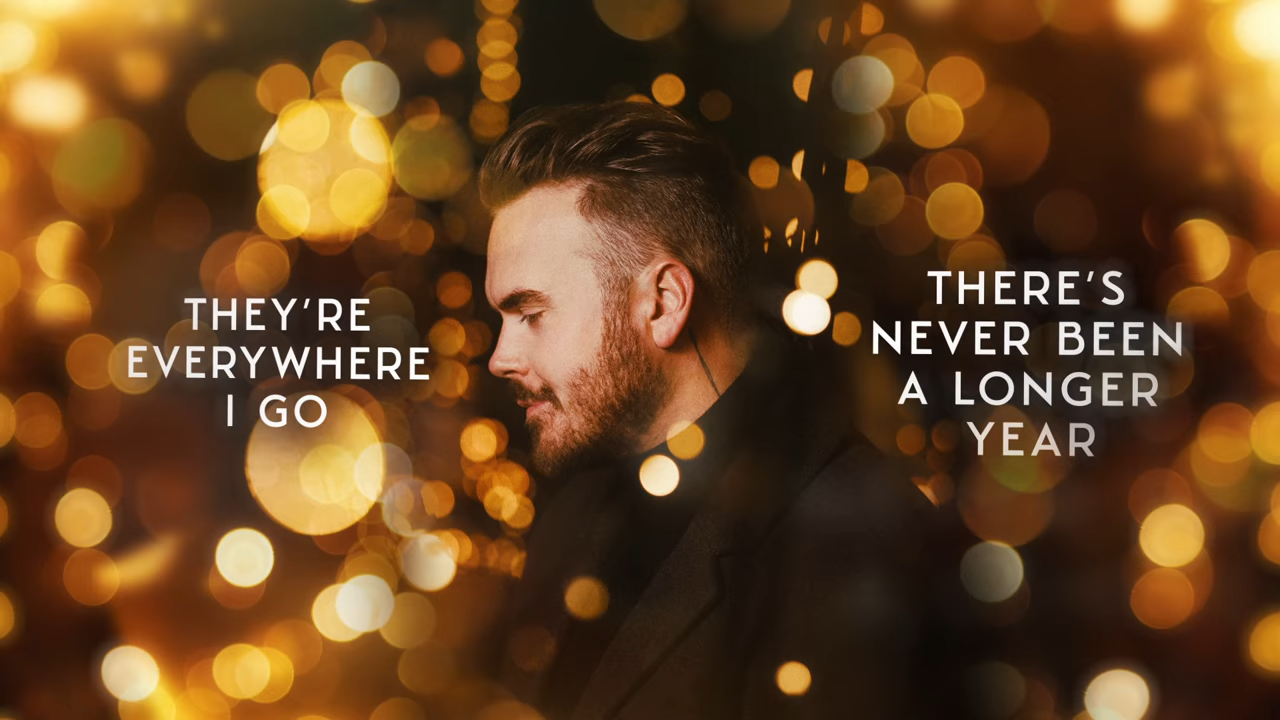 THEY'RE
EVERYWHERE
I GO
THERE'S
NEVER BEEN
A LONGER
YEAR